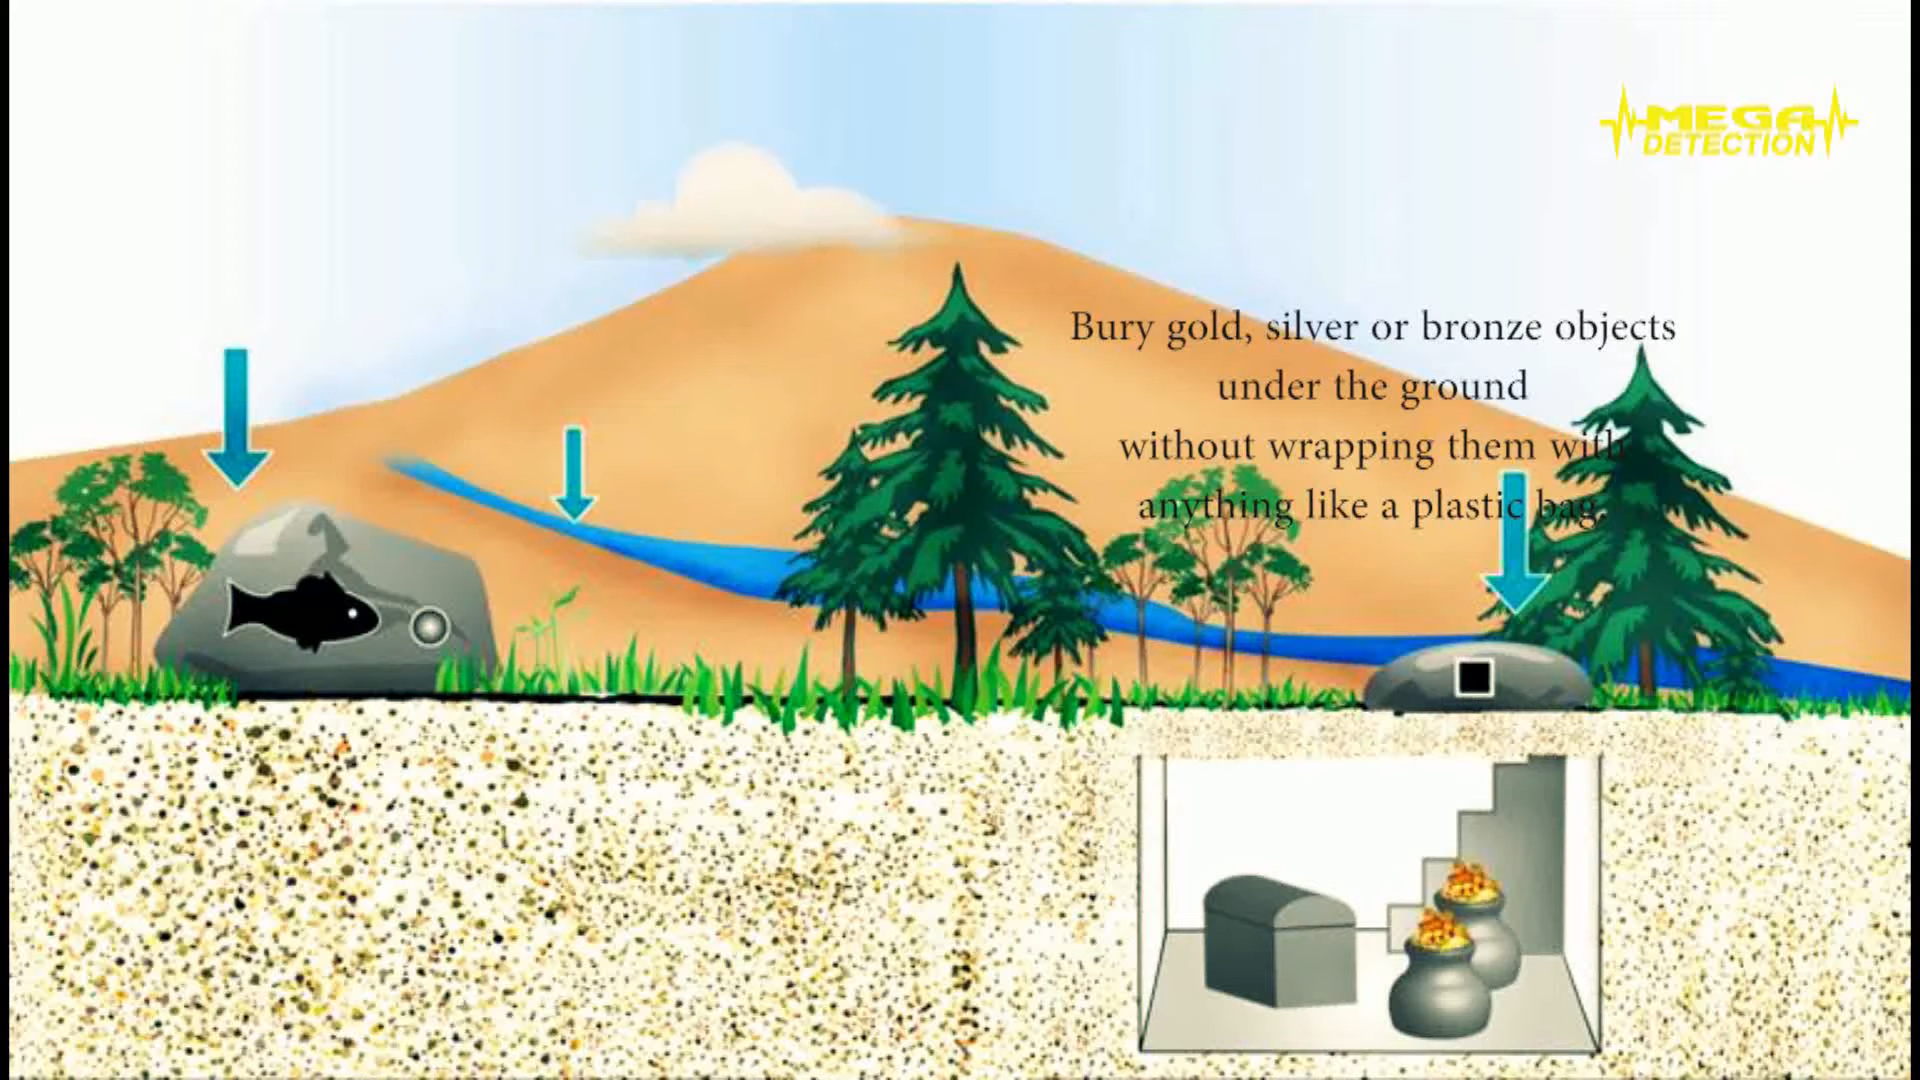 MEGA
DETECTION
Bury gold, silver or bronze objects
under the ground
without wrapping them with
anything like a plastic bag.